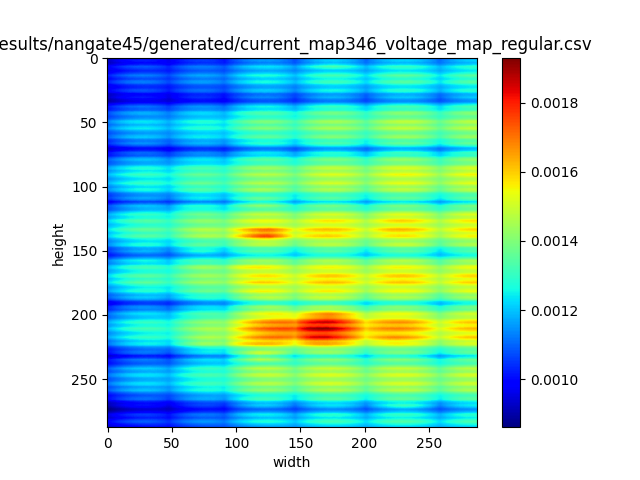 esults/nangate45/generated/current_map346_voltage_map_regular.csv
0
50
100
150
200
250
height
0 50 100 150 200 250
width
0.0018
0.0016
0.0014
0.0012
0.0010